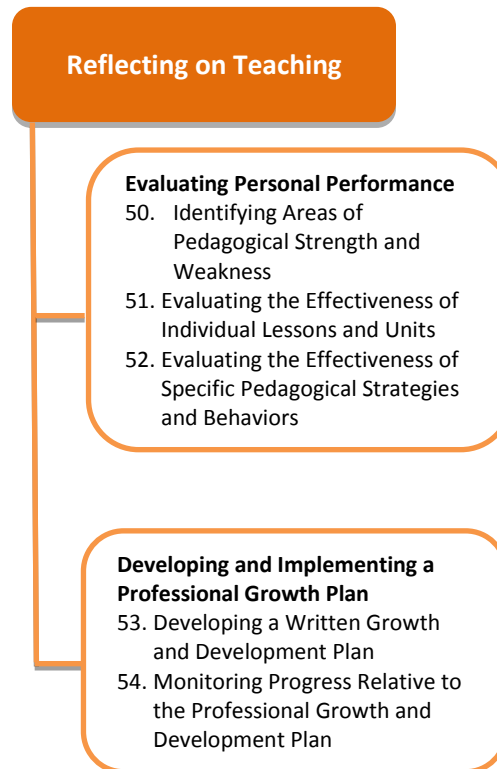 Reflecting on Teaching
Evaluating Personal Performance
50. Identifying Areas of
Pedagogical Strength and
Weakness
51. Evaluating the Effectiveness of
Individual Lessons and Units
52. Evaluating the Effectiveness of
Specific Pedagogical Strategies
and Behaviors
Developing and Implementing a
Professional Growth Plan
53. Developing a Written Growth
and Development Plan
54. Monitoring Progress Relative to
the Professional Growth and
Development Plan